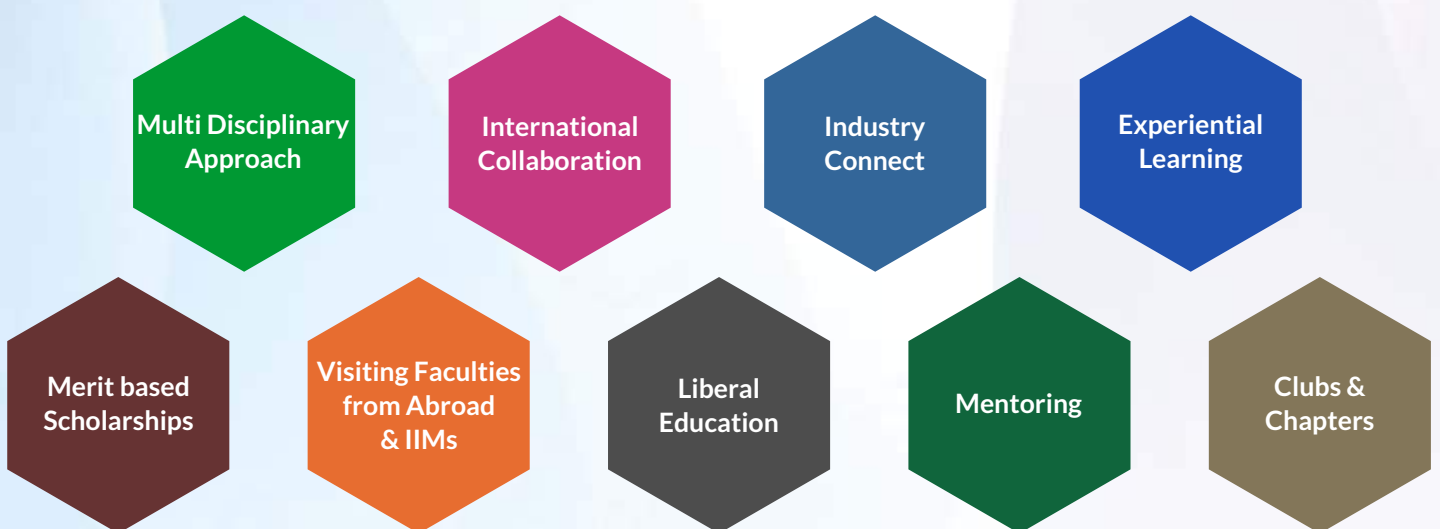 Multi Disciplinary
Approach
International
Collaboration
Industry
Connect
Experiential
Learning
Merit based
Scholarships
Visiting Faculties
from Abroad
& IIMs
Liberal
Education
Mentoring
Clubs &
Chapters